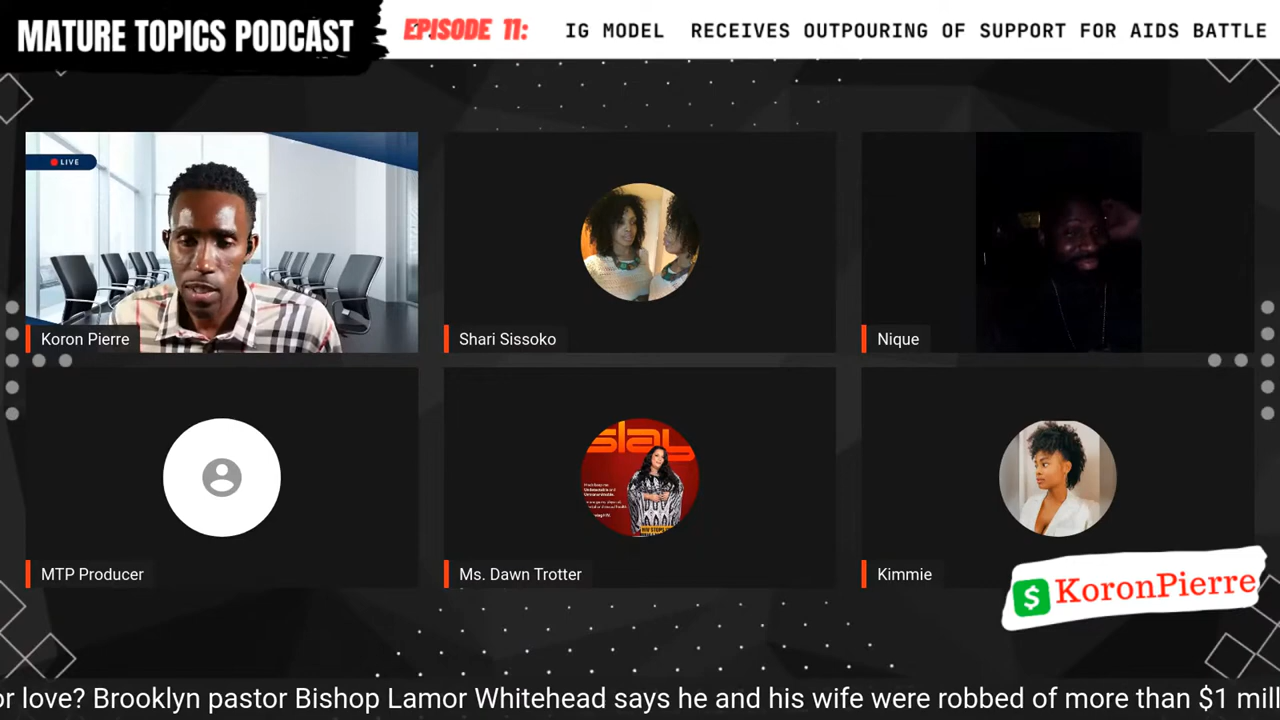 MATURE TOPICS PODCAST
EPISODE 11:
IG MODEL RECEIVES OUTPOURING OF SUPPORT FOR AIDS BATTLE
LIVE
Koron Pierre
Shari Sissoko
Nique
MTP Producer
slay
Ms. Dawn Trotter
Kimmie
$ KoronPierre
or love? Brooklyn pastor Bishop Lamor Whitehead says he and his wife were robbed of more than $1 mill